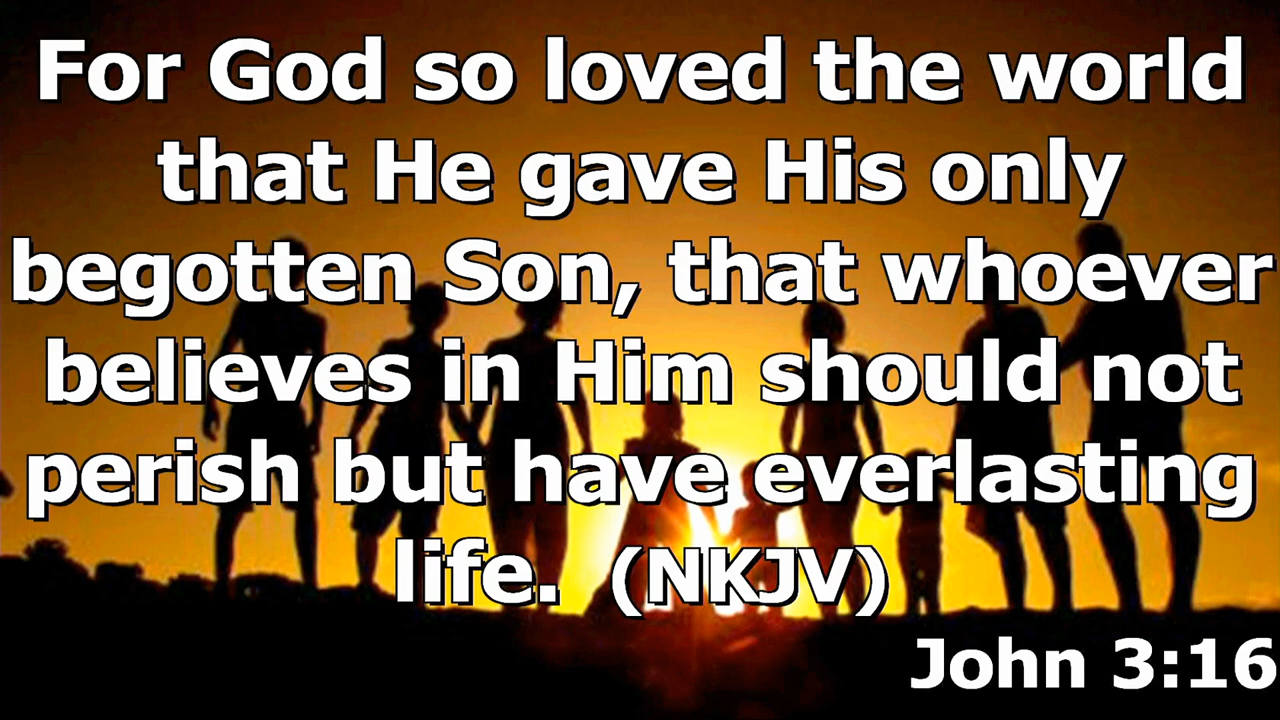 For God so loved the world
that He gave His only
begotten Son, that whoever
believes in Him should not
perish but have everlasting
life. (NKJV)
John 3:16